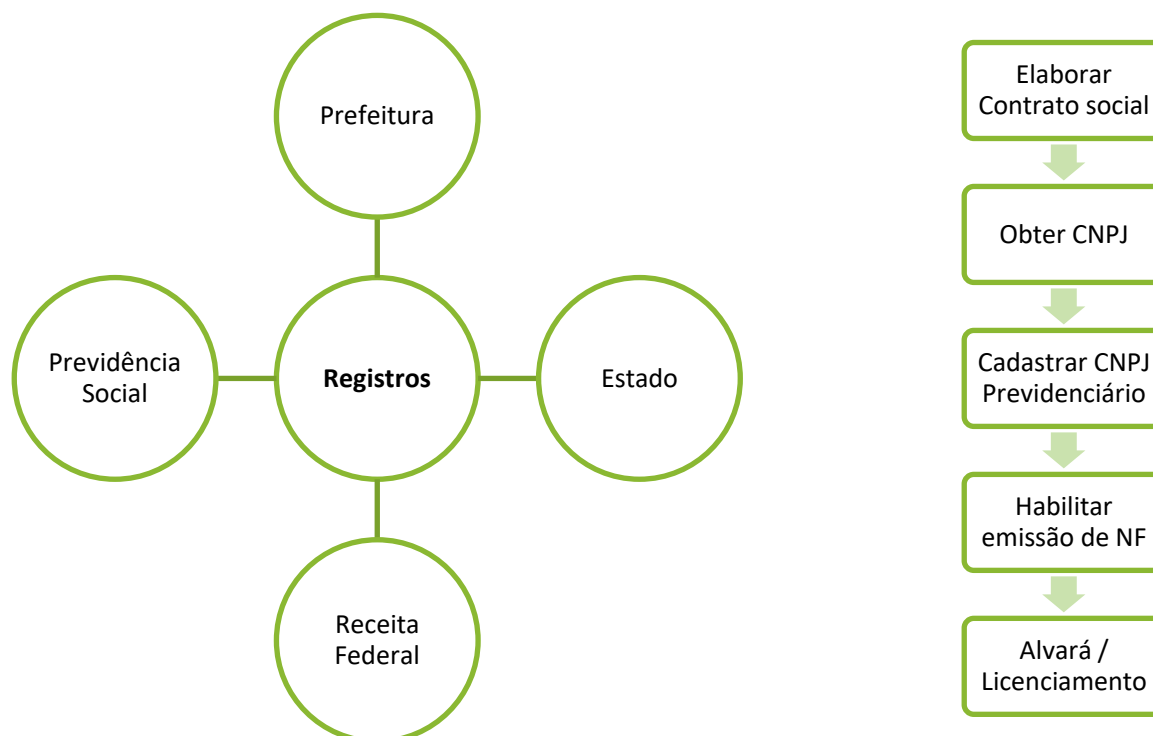 Prefeitura
Previdência
Social
Registros
Estado
Receita
Federal
Elaborar
Contrato social
Obter CNPJ
Cadastrar CNPJ
Previdenciário
Habilitar
emissão de NF
Alvará /
Licenciamento